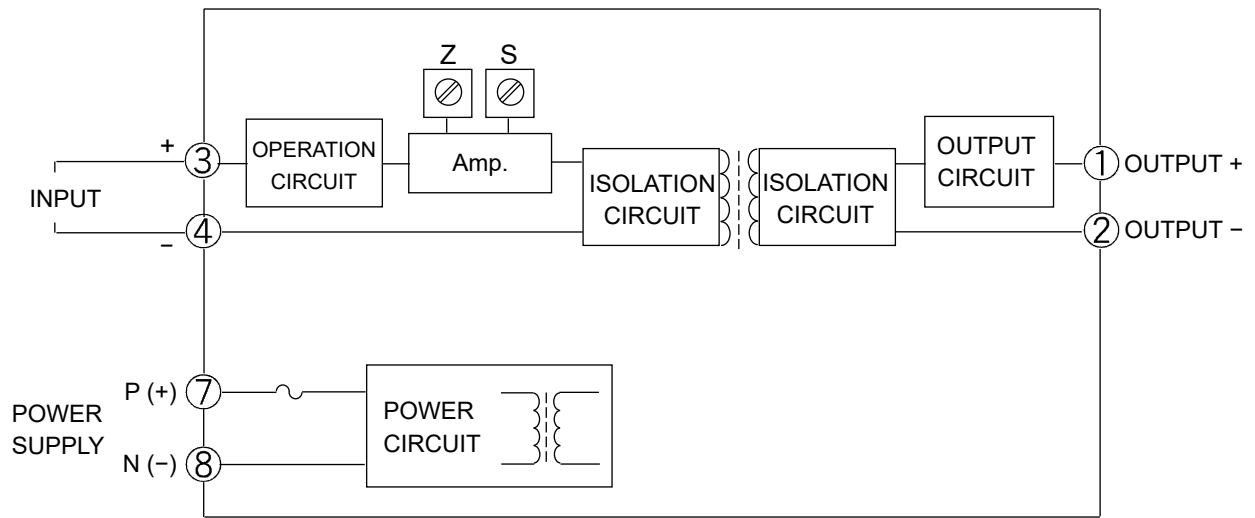 Z S
+ 3 OPERATION CIRCUIT
Amp.
ISOLATION CIRCUIT
ISOLATION CIRCUIT
OUTPUT CIRCUIT
1 OUTPUT +
INPUT
− 4
2 OUTPUT −
POWER SUPPLY
P (+) 7
N (−) 8
POWER CIRCUIT